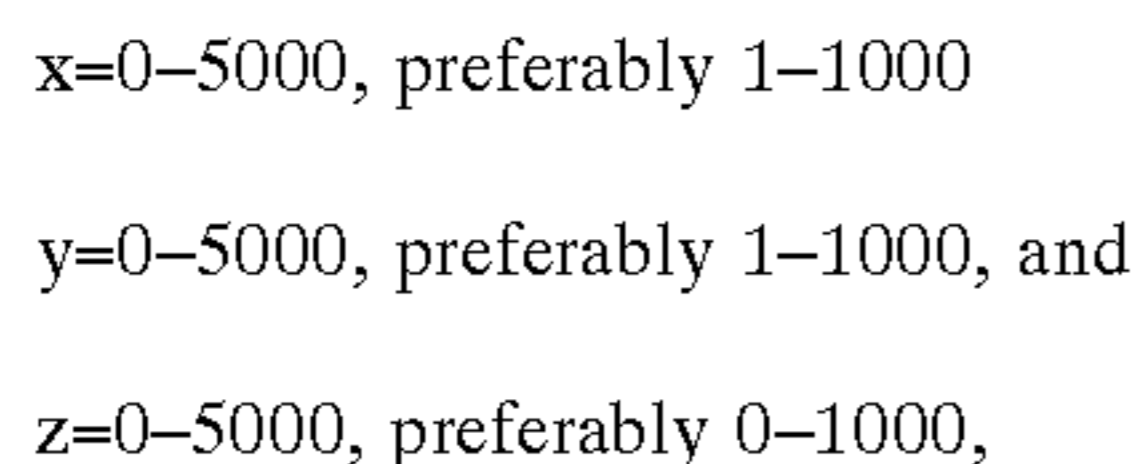 x=0–5000, preferably 1–1000
y=0–5000, preferably 1–1000, and
z=0–5000, preferably 0–1000,